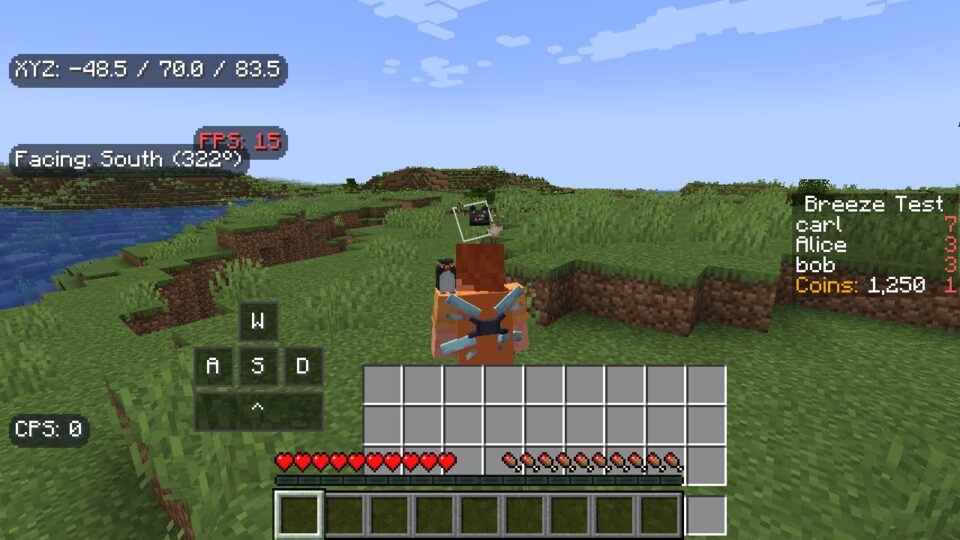 XYZ: -48.5 / 70.0 / 83.5
FPS: 15
Facing: South (322°)
Breeze Test
carl 7
Alice 3
bob 3
Coins: 1,250 1
W
A S D
^
CPS: 0